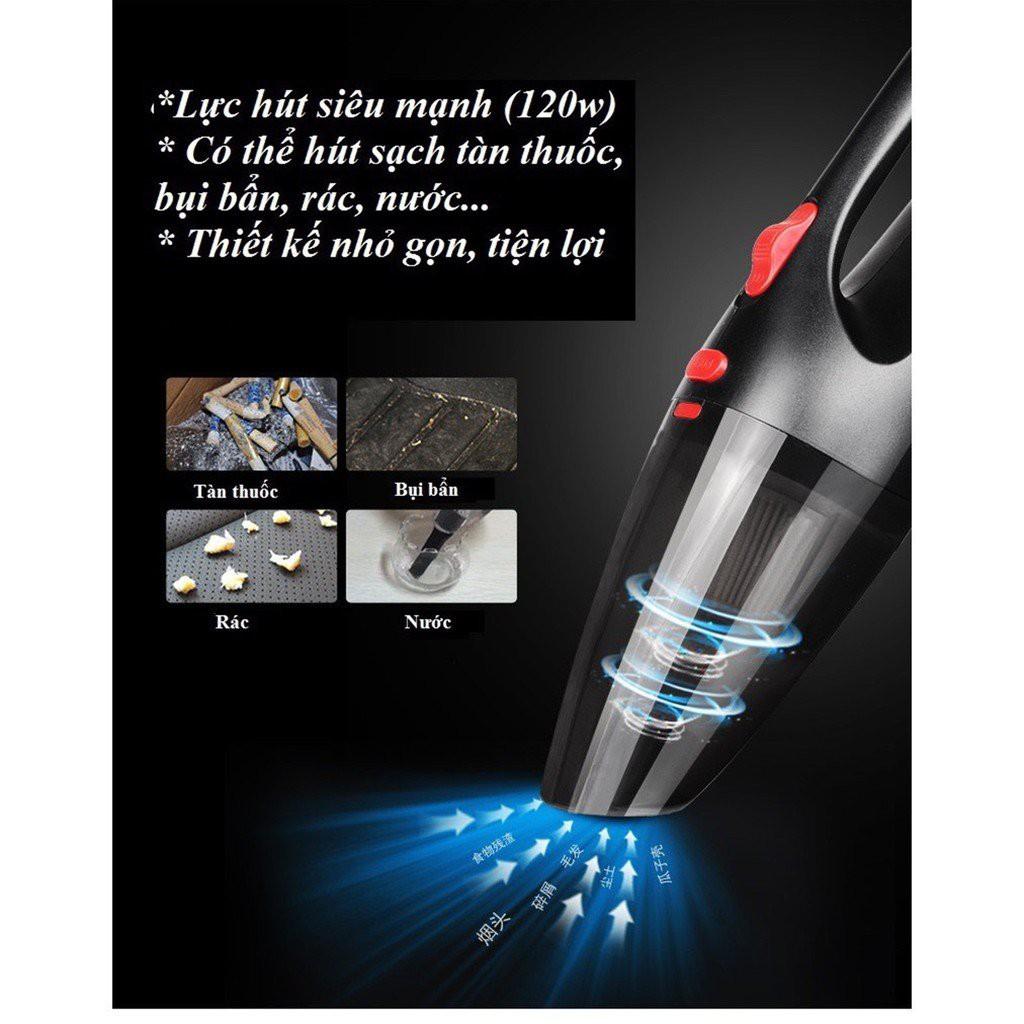 *Lực hút siêu mạnh (120w)
* Có thể hút sạch tàn thuốc,
bụi bẩn, rác, nước...
* Thiết kế nhỏ gọn, tiện lợi
Tàn thuốc
Bụi bẩn
Rác
Nước
食物残渣
毛发
尘土
瓜子壳
碎屑
烟头